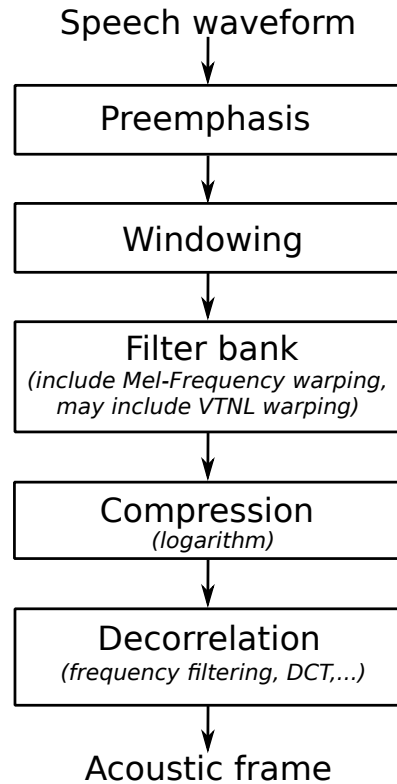 Speech waveform
Preemphasis
Windowing
Filter bank
(include Mel-Frequency warping,
may include VTNL warping)
Compression
(logarithm)
Decorrelation
(frequency filtering, DCT,...)
Acoustic frame